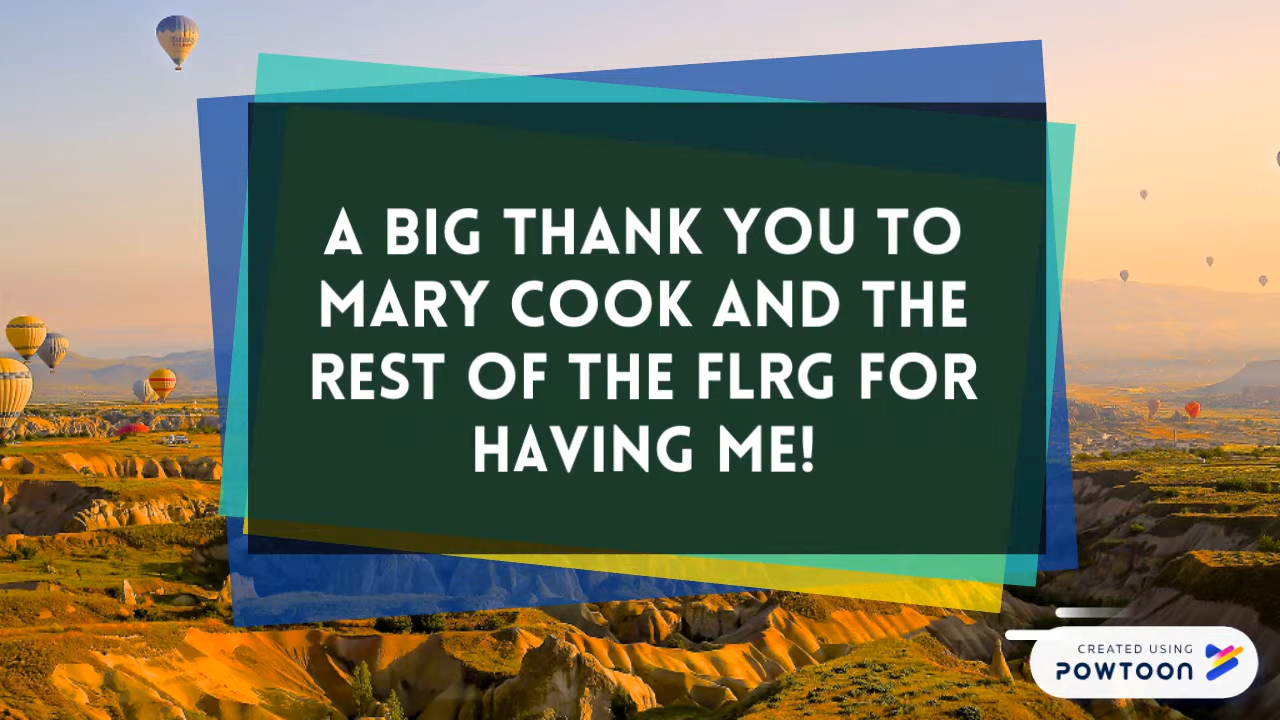 A BIG THANK YOU TO
MARY COOK AND THE
REST OF THE FLRG FOR
HAVING ME!
CREATED USING
POWTOON